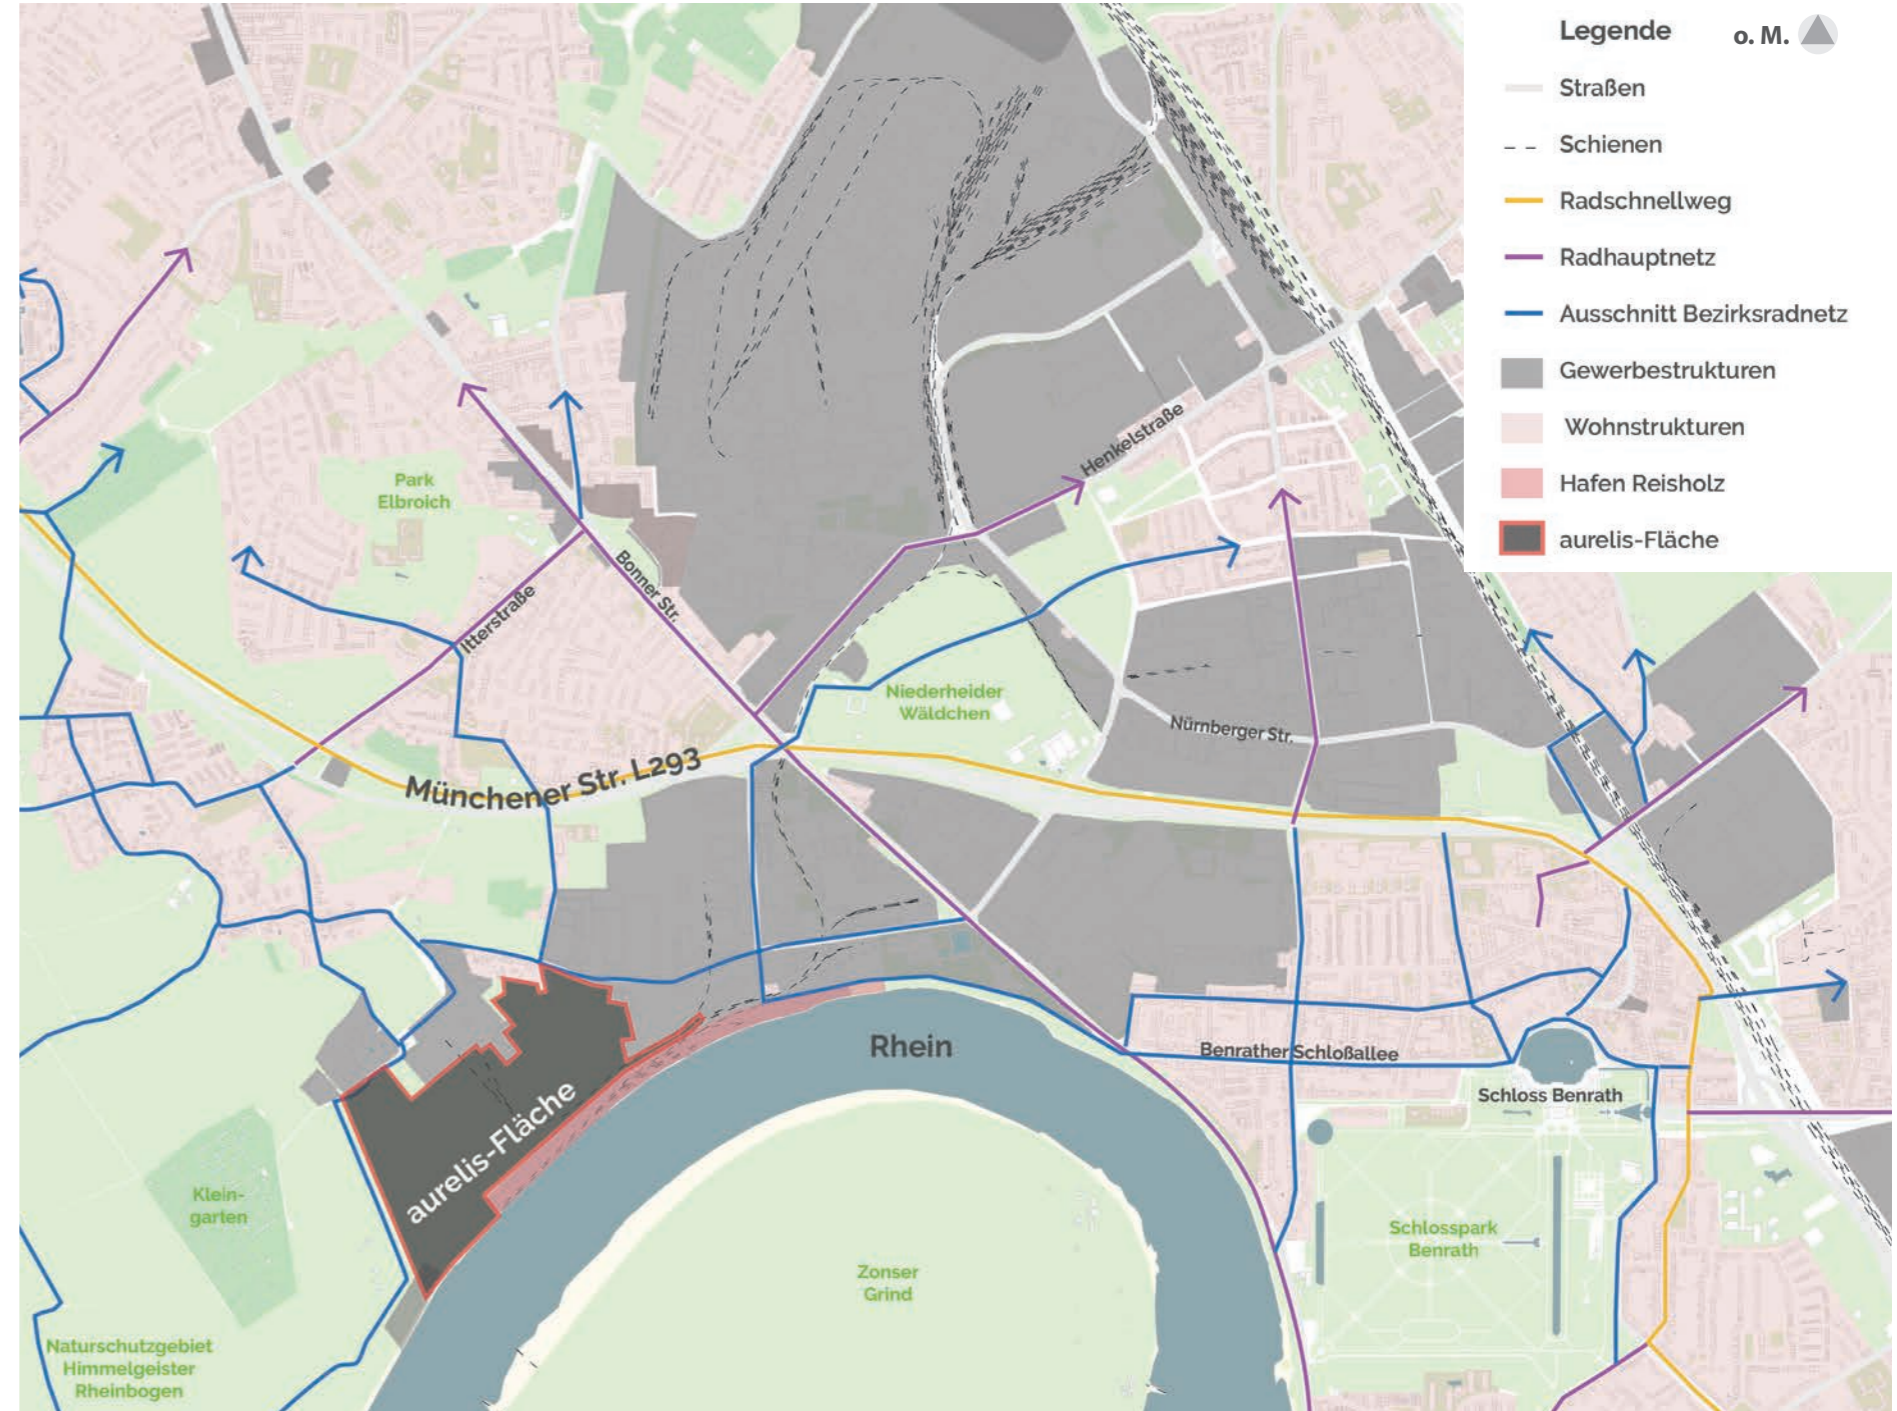 Legende
o. M.
Straßen
Schienen
Radschnellweg
Radhauptnetz
Ausschnitt Bezirksradnetz
Gewerbestrukturen
Wohnstrukturen
Hafen Reisholz
aurelis-Fläche
Henkelstraße
Park
Elbroich
Bonner Str.
Itterstraße
Niederheider
Wäldchen
Nürnberger Str.
Münchener Str. L293
Rhein
Benrather Schloßallee
Schloss Benrath
aurelis-Fläche
Klein-
garten
Schlosspark
Benrath
Zonser
Grind
Naturschutzgebiet
Himmelgeister
Rheinbogen